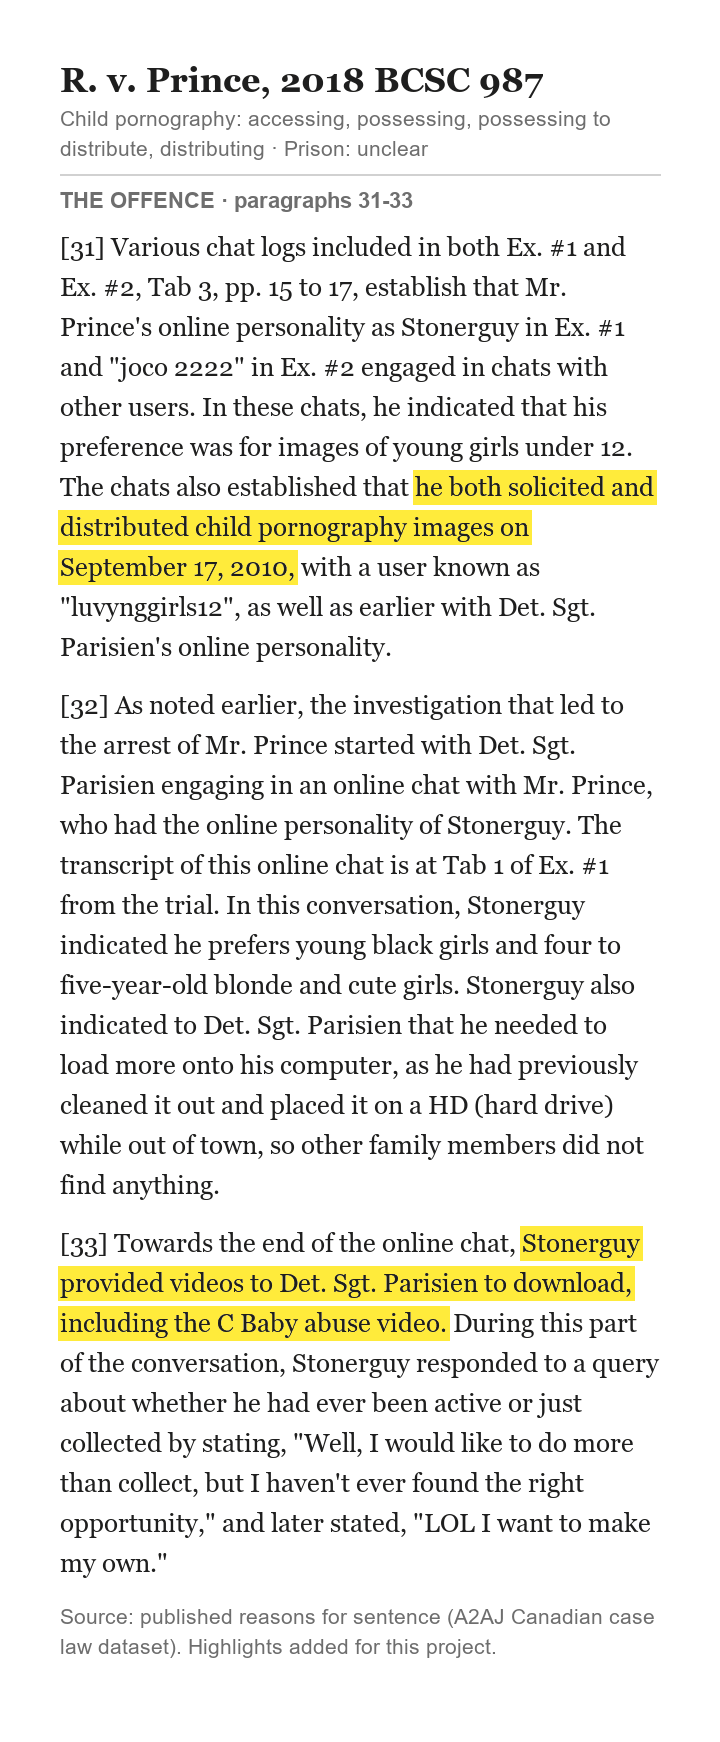 R. v. Prince, 2018 BCSC 987
Child pornography: accessing, possessing, possessing to
distribute, distributing · Prison: unclear
THE OFFENCE · paragraphs 31-33
[31] Various chat logs included in both Ex. #1 and
Ex. #2, Tab 3, pp. 15 to 17, establish that Mr.
Prince's online personality as Stonerguy in Ex. #1
and "joco 2222" in Ex. #2 engaged in chats with
other users. In these chats, he indicated that his
preference was for images of young girls under 12.
The chats also established that he both solicited and
distributed child pornography images on
September 17, 2010, with a user known as
"luvynggirls12", as well as earlier with Det. Sgt.
Parisien's online personality.
[32] As noted earlier, the investigation that led to
the arrest of Mr. Prince started with Det. Sgt.
Parisien engaging in an online chat with Mr. Prince,
who had the online personality of Stonerguy. The
transcript of this online chat is at Tab 1 of Ex. #1
from the trial. In this conversation, Stonerguy
indicated he prefers young black girls and four to
five-year-old blonde and cute girls. Stonerguy also
indicated to Det. Sgt. Parisien that he needed to
load more onto his computer, as he had previously
cleaned it out and placed it on a HD (hard drive)
while out of town, so other family members did not
find anything.
[33] Towards the end of the online chat, Stonerguy
provided videos to Det. Sgt. Parisien to download,
including the C Baby abuse video. During this part
of the conversation, Stonerguy responded to a query
about whether he had ever been active or just
collected by stating, "Well, I would like to do more
than collect, but I haven't ever found the right
opportunity," and later stated, "LOL I want to make
my own."
Source: published reasons for sentence (A2AJ Canadian case
law dataset). Highlights added for this project.